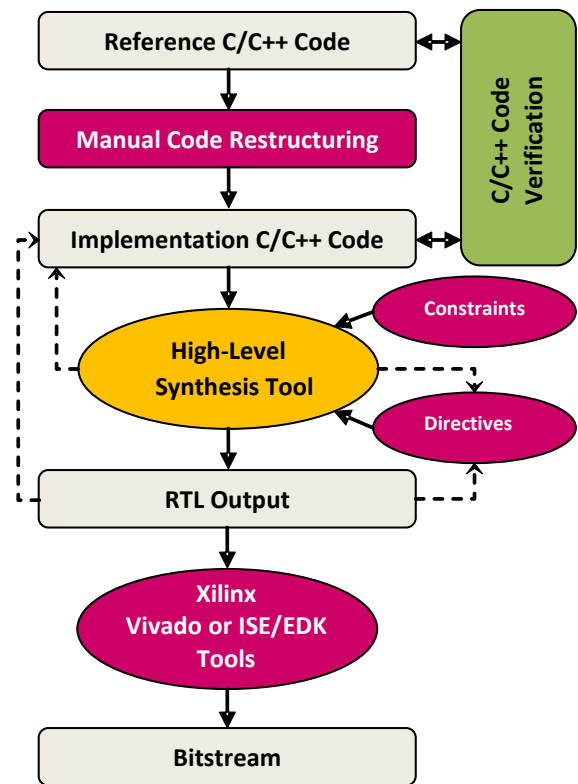 Reference C/C++ Code
C/C++ Code
Verification
Manual Code Restructuring
Implementation C/C++ Code
Constraints
High-Level
Synthesis Tool
Directives
RTL Output
Xilinx
Vivado or ISE/EDK
Tools
Bitstream